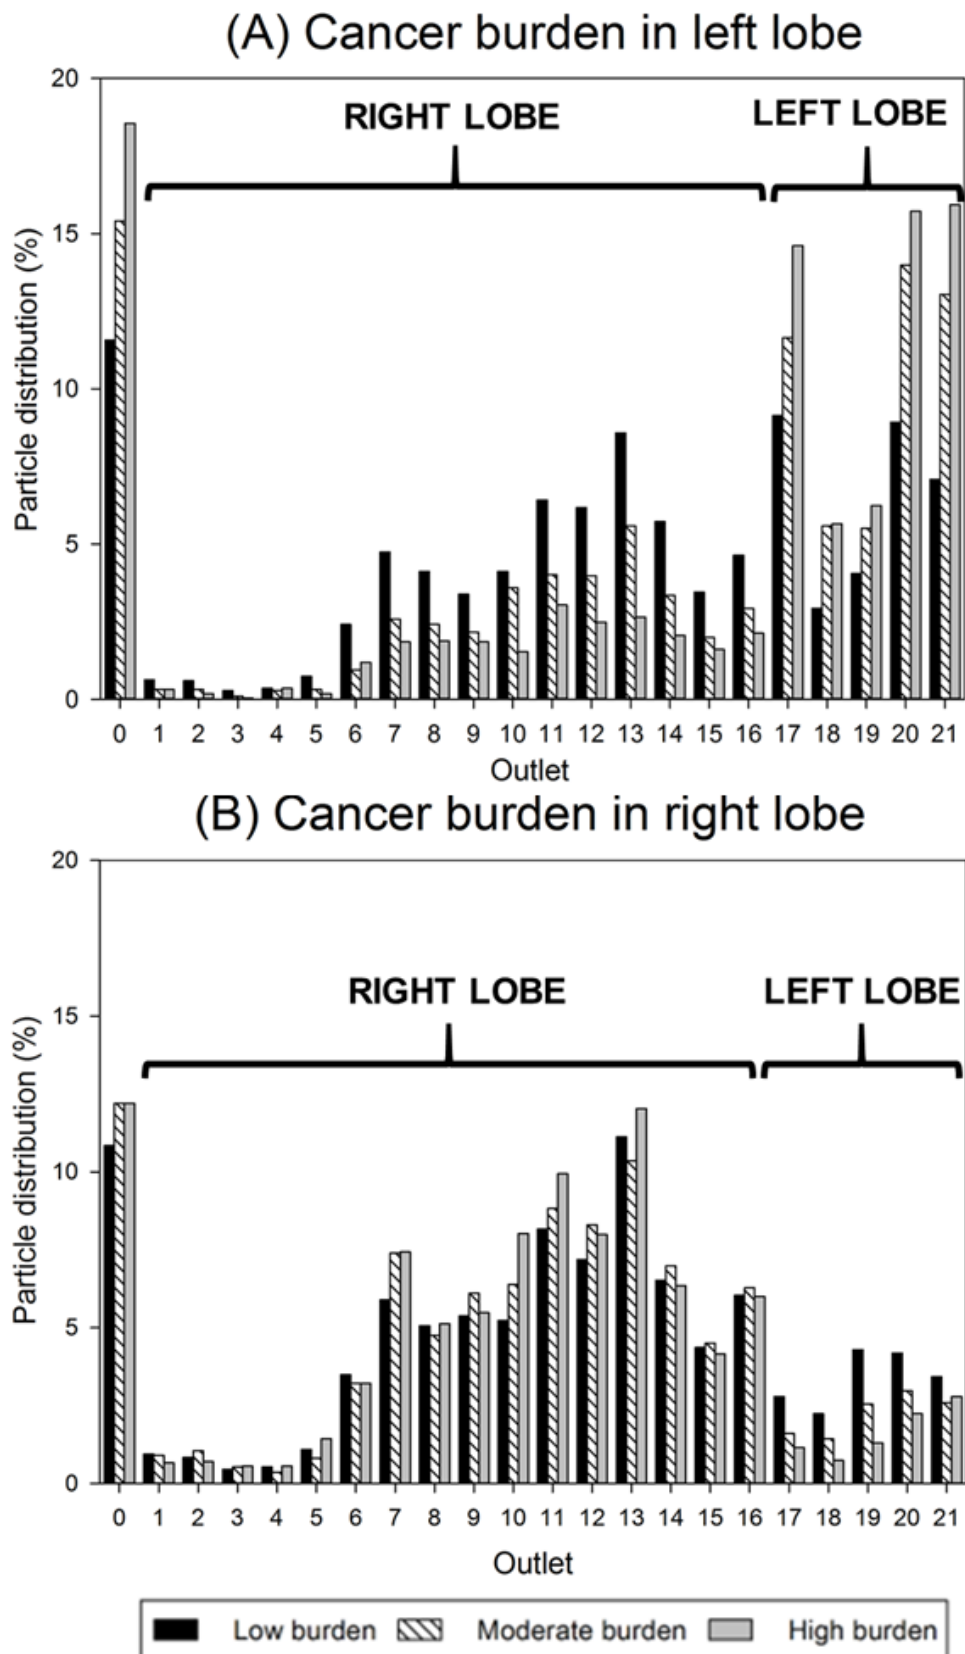 (A) Cancer burden in left lobe
20
RIGHT LOBE
LEFT LOBE
15
10
5
0
Particle distribution (%)
0 1 2 3 4 5 6 7 8 9 10 11 12 13 14 15 16 17 18 19 20 21
Outlet
(B) Cancer burden in right lobe
20
RIGHT LOBE
LEFT LOBE
15
10
5
0
Particle distribution (%)
0 1 2 3 4 5 6 7 8 9 10 11 12 13 14 15 16 17 18 19 20 21
Outlet
Low burden Moderate burden High burden